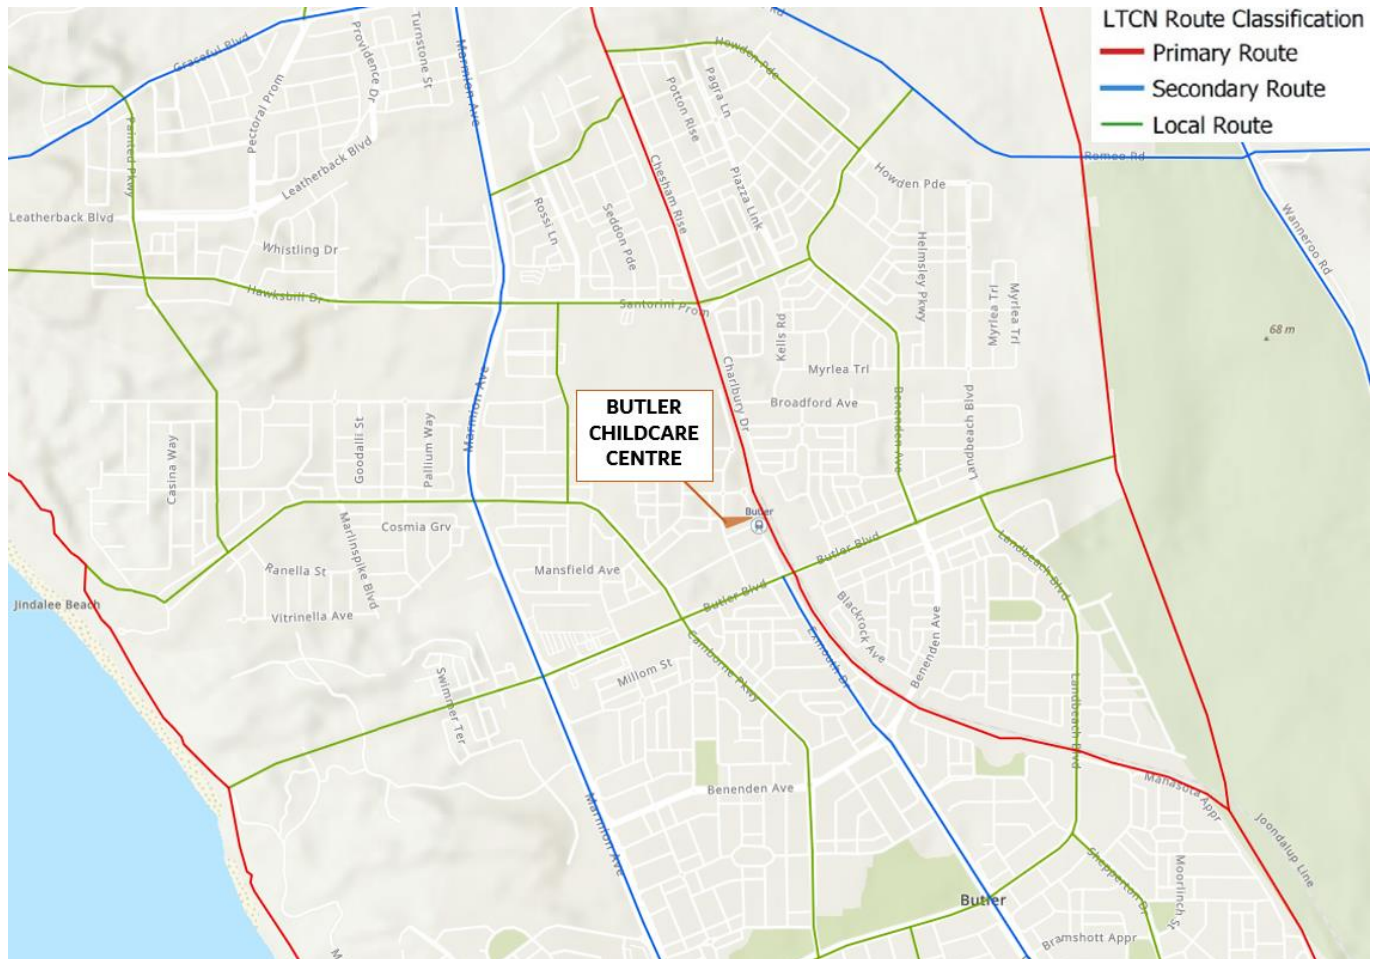 LTCN Route Classification
Primary Route
Secondary Route
Local Route
Graceful Blvd
Providence Dr
Turnstone St
Marmion Ave
Rd
Howden Pde
Pagra Ln
Potton Rise
Painted Pkwy
Pectoral Prom
Leatherback Blvd
Chesham Rise
Piazza Link
Howden Pde
Romeo Rd
Leatherback Blvd
Whistling Dr
Rossi Ln
Seddon Pde
Helmsley Pkwy
Wanneroo Rd
Hawksbill Dr
Santorini Prom
Kells Rd
Myrlea Trl
Myrlea Trl
68 m
Marmion Ave
Charlbury Dr
Myrlea Trl
Broadford Ave
Benenden Ave
Landbeach Blvd
BUTLER
CHILDCARE
CENTRE
Casina Way
Goodalli St
Pallium Way
Cosmia Grv
Butler
Marlinspike Blvd
Ranella St
Mansfield Ave
Butler Blvd
Landbeach Blvd
Jindalee Beach
Vitrinella Ave
Butler Blvd
Blackrock Ave
Benenden Ave
Exmouth Dr
Camborne Pkwy
Millom St
Swimmer Ter
Landbeach Blvd
Benenden Ave
Marmion Ave
Manasota Appr
Joondalup Line
Shepperton Dr
Moorlinch St
Butler
Bramshott Appr
M